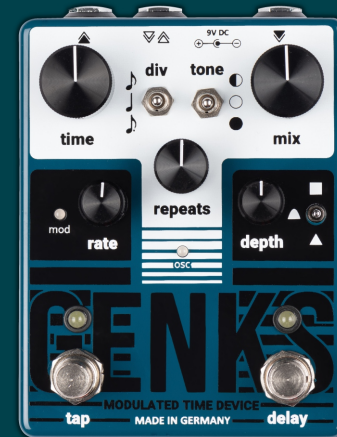 9V DC
div
tone
time
mix
repeats
mod
rate
depth
OSC
GENKS
MODULATED TIME DEVICE
tap
MADE IN GERMANY
delay